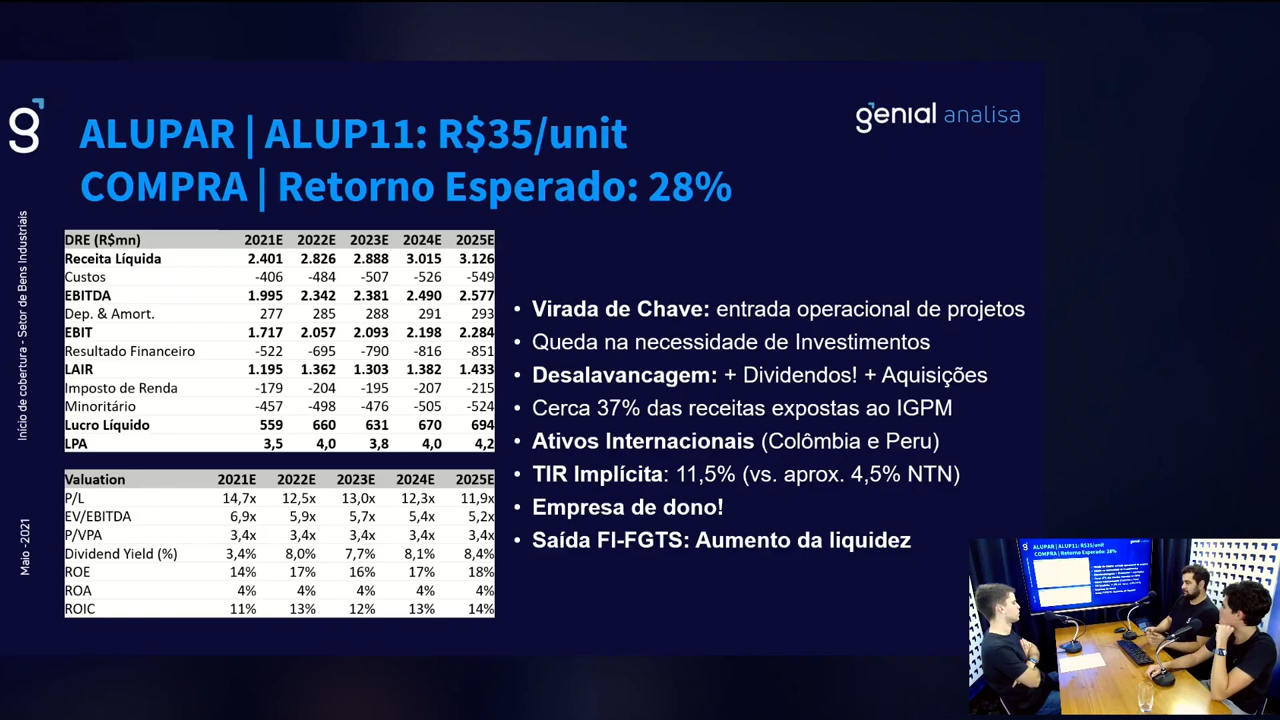 genial analisa
ALUPAR | ALUP11: R$35/unit
COMPRA | Retorno Esperado: 28%
Início de cobertura - Setor de Bens Industriais
Maio -2021
DRE (R$mn) 2021E 2022E 2023E 2024E 2025E
Receita Líquida 2.401 2.826 2.888 3.015 3.126
Custos -406 -484 -507 -526 -549
EBITDA 1.995 2.342 2.381 2.490 2.577
Dep. & Amort. 277 285 288 291 293
EBIT 1.717 2.057 2.093 2.198 2.284
Resultado Financeiro -522 -695 -790 -816 -851
LAIR 1.195 1.362 1.303 1.382 1.433
Imposto de Renda -179 -204 -195 -207 -215
Minoritário -457 -498 -476 -505 -524
Lucro Líquido 559 660 631 670 694
LPA 3,5 4,0 3,8 4,0 4,2
Valuation 2021E 2022E 2023E 2024E 2025E
P/L 14,7x 12,5x 13,0x 12,3x 11,9x
EV/EBITDA 6,9x 5,9x 5,7x 5,4x 5,2x
P/VPA 3,4x 3,4x 3,4x 3,4x 3,4x
Dividend Yield (%) 3,4% 8,0% 7,7% 8,1% 8,4%
ROE 14% 17% 16% 17% 18%
ROA 4% 4% 4% 4% 4%
ROIC 11% 13% 12% 13% 14%
• Virada de Chave: entrada operacional de projetos
• Queda na necessidade de Investimentos
• Desalavancagem: + Dividendos! + Aquisições
• Cerca 37% das receitas expostas ao IGPM
• Ativos Internacionais (Colômbia e Peru)
• TIR Implícita: 11,5% (vs. aprox. 4,5% NTN)
• Empresa de dono!
• Saída FI-FGTS: Aumento da liquidez
ALUPAR | ALUP11: R$35/unit
COMPRA | Retorno Esperado: 28%